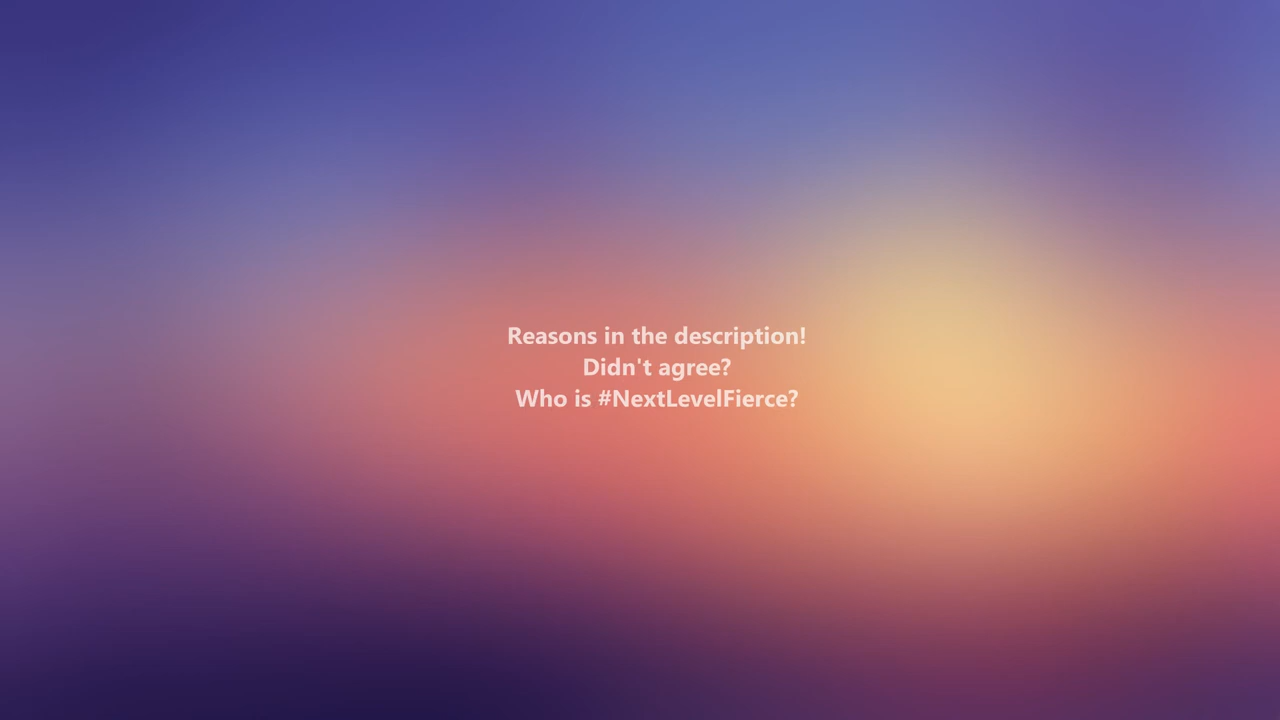 Reasons in the description!
Didn't agree?
Who is #NextLevelFierce?